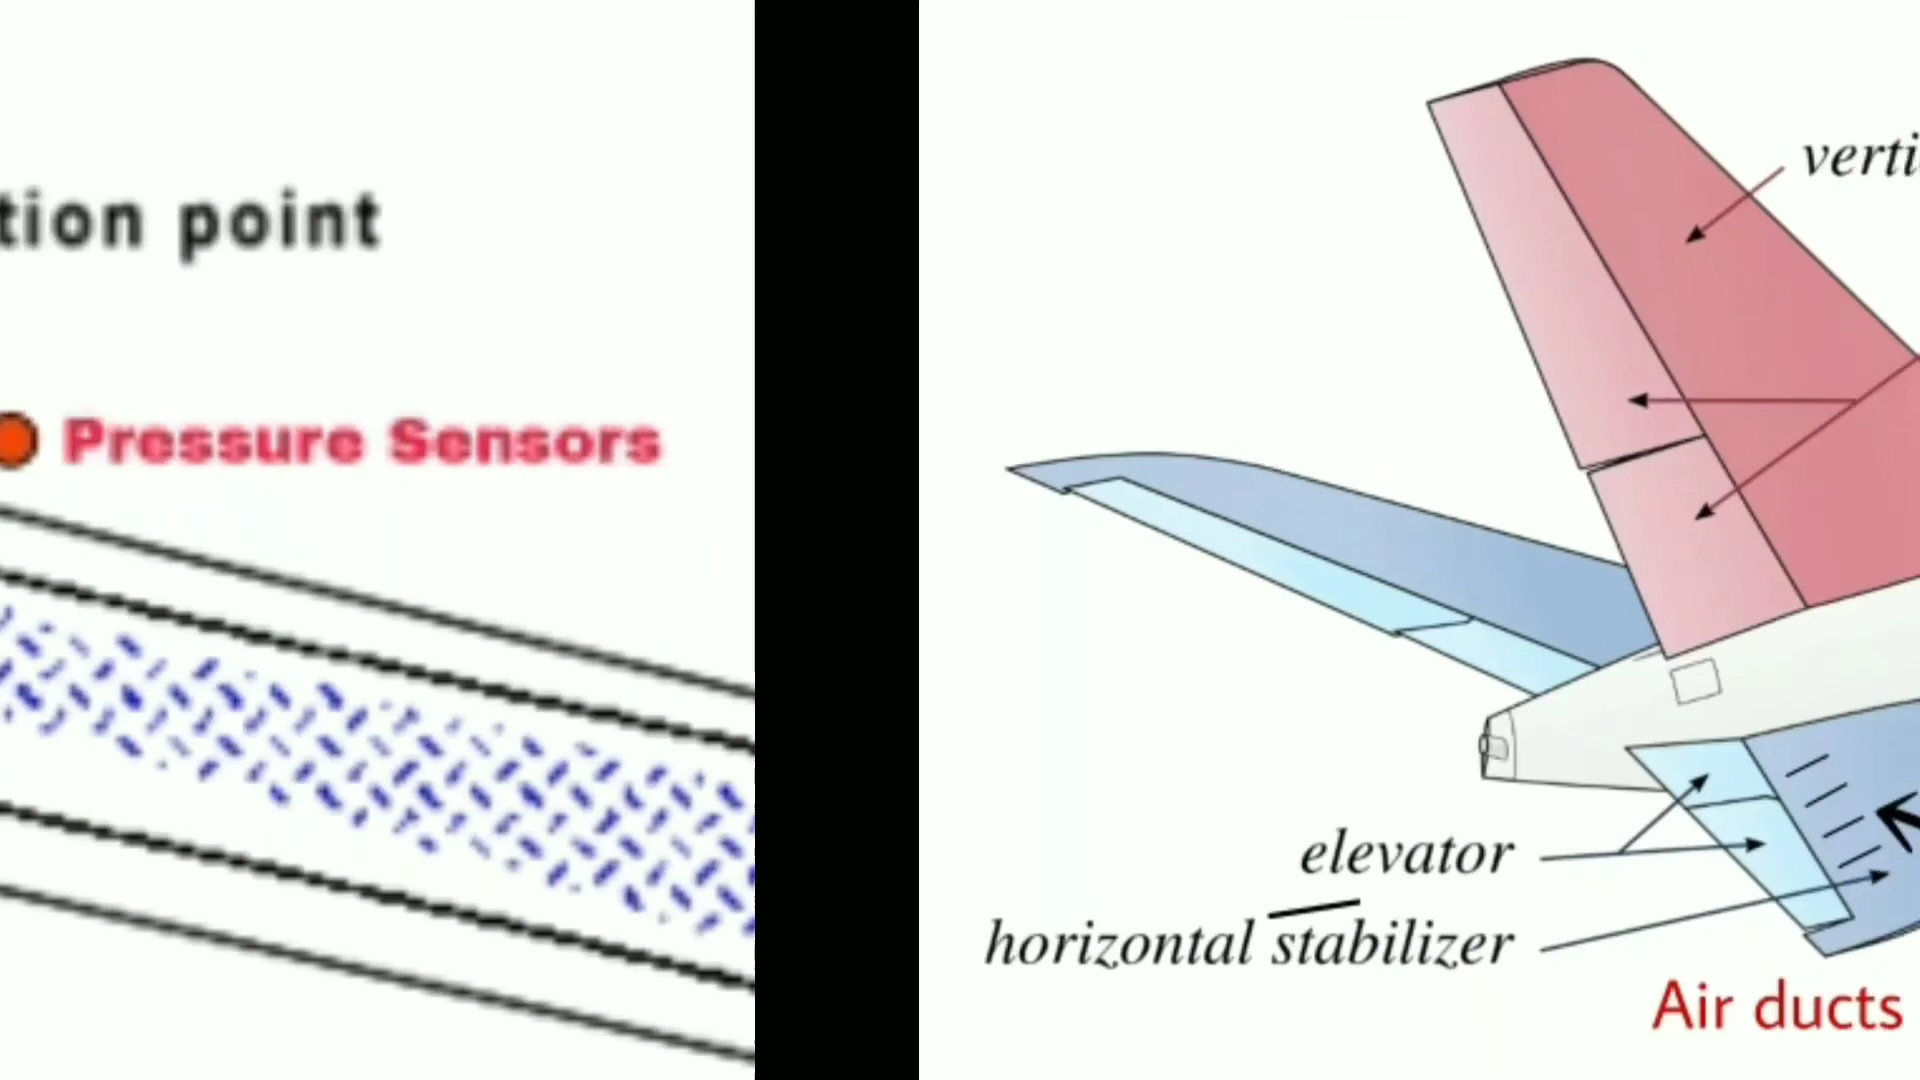 tion point
Pressure Sensors
verti
elevator
horizontal stabilizer
Air ducts